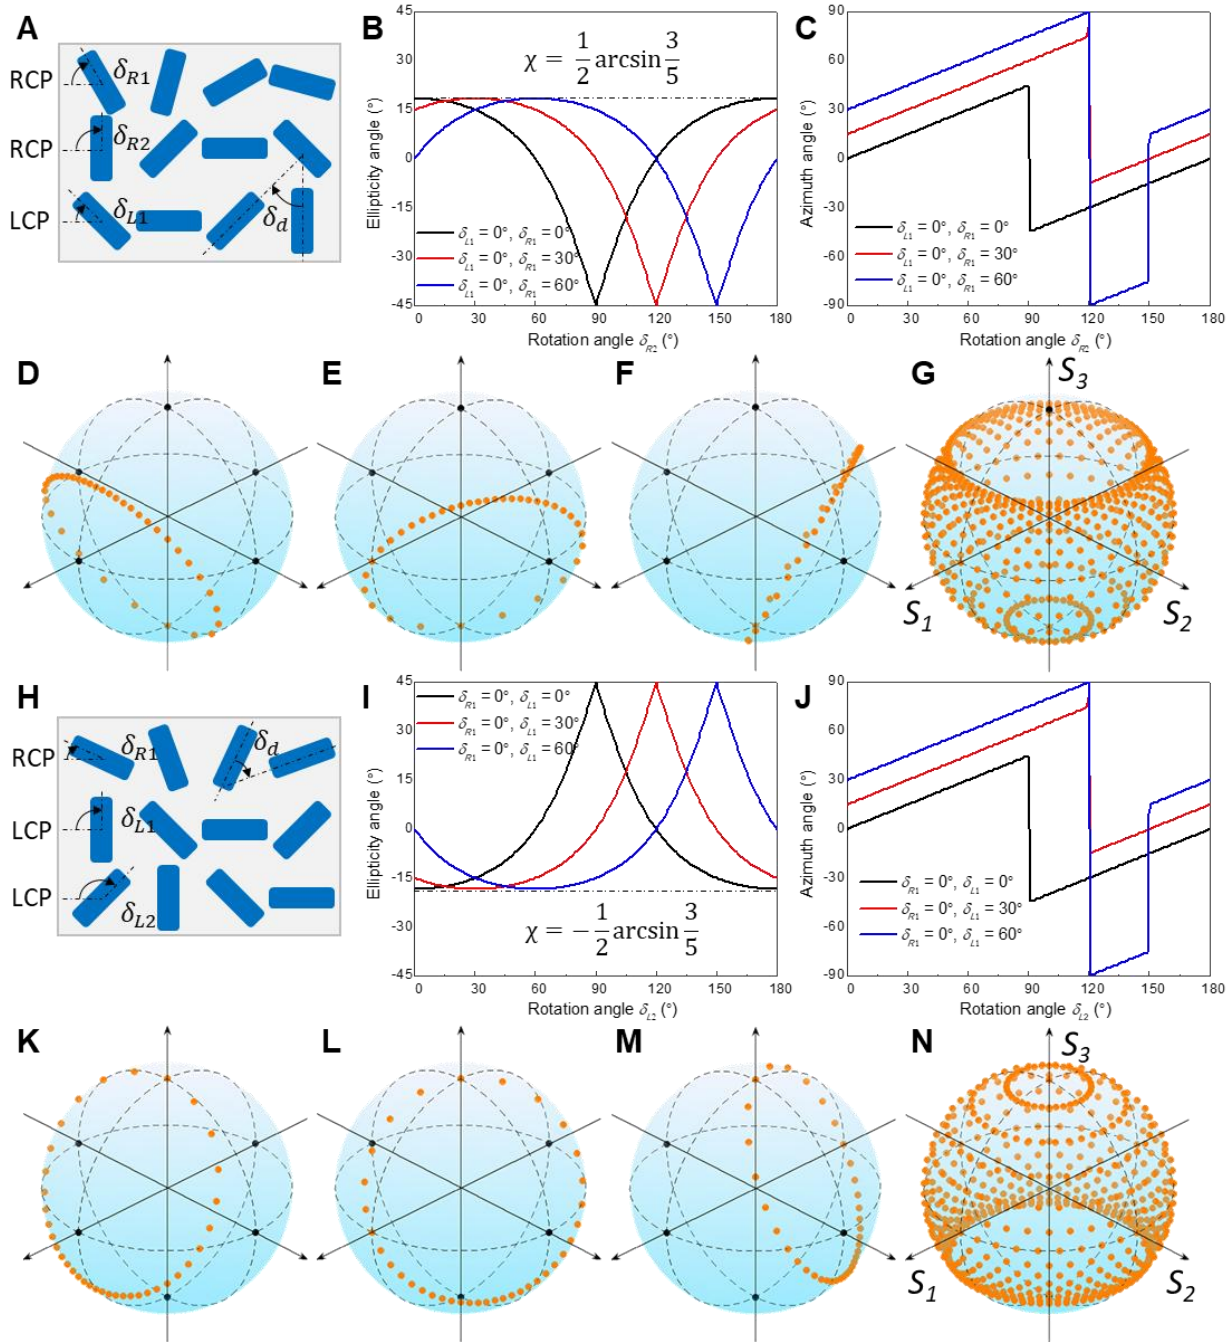 A
RCP
δR1
RCP
δR2
LCP
δL1
δd
B
χ = 1/2 arcsin 3/5
Ellipticity angle (°)
45
30
15
0
-15
-30
-45
δL1 = 0°, δR1 = 0°
δL1 = 0°, δR1 = 30°
δL1 = 0°, δR1 = 60°
0 30 60 90 120 150 180
Rotation angle δR2 (°)
C
Azimuth angle (°)
90
60
30
0
-30
-60
-90
δL1 = 0°, δR1 = 0°
δL1 = 0°, δR1 = 30°
δL1 = 0°, δR1 = 60°
0 30 60 90 120 150 180
Rotation angle δR2 (°)
D
E
F
G
S3
S1
S2
H
RCP
δR1
δd
LCP
δL1
LCP
δL2
I
Ellipticity angle (°)
45
30
15
0
-15
-30
-45
δR1 = 0°, δL1 = 0°
δR1 = 0°, δL1 = 30°
δR1 = 0°, δL1 = 60°
χ = −1/2 arcsin 3/5
0 30 60 90 120 150 180
Rotation angle δL2 (°)
J
Azimuth angle (°)
90
60
30
0
-30
-60
-90
δR1 = 0°, δL1 = 0°
δR1 = 0°, δL1 = 30°
δR1 = 0°, δL1 = 60°
0 30 60 90 120 150 180
Rotation angle δL2 (°)
K
L
M
N
S3
S1
S2